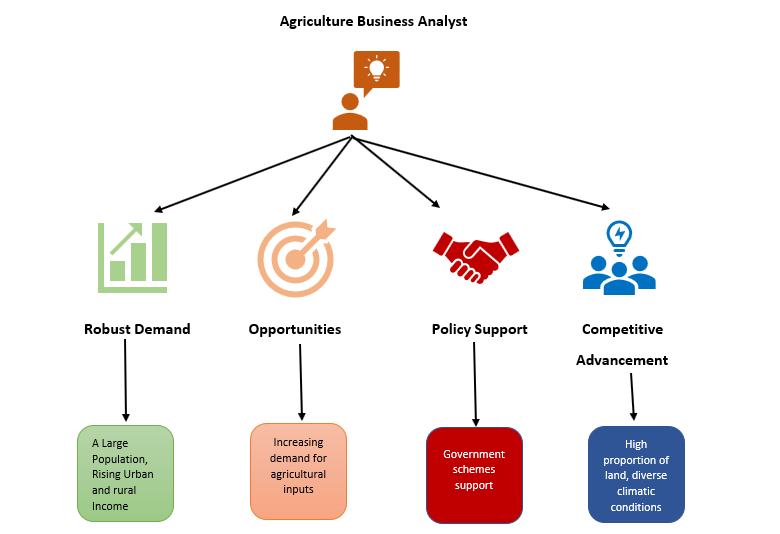 Agriculture Business Analyst
Robust Demand
Opportunities
Policy Support
Competitive
Advancement
A Large
Population,
Rising Urban
and rural
Income
Increasing
demand for
agricultural
inputs
Government
schemes
support
High
proportion of
land, diverse
climatic
conditions